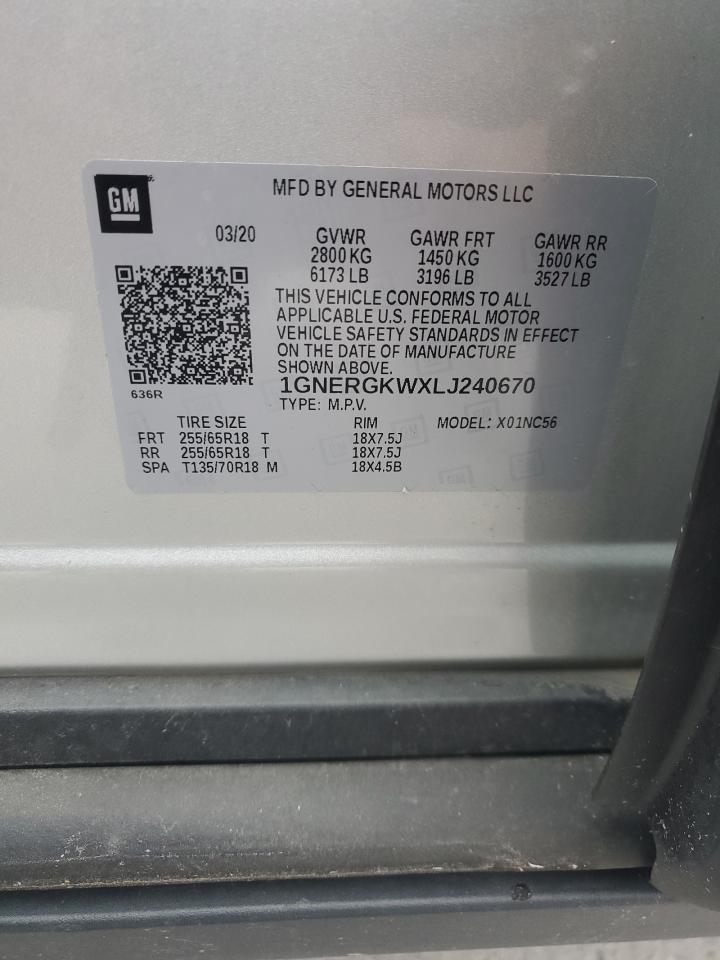 GM
MFD BY GENERAL MOTORS LLC
03/20
GVWR GAWR FRT GAWR RR
2800 KG 1450 KG 1600 KG
6173 LB 3196 LB 3527 LB
THIS VEHICLE CONFORMS TO ALL
APPLICABLE U.S. FEDERAL MOTOR
VEHICLE SAFETY STANDARDS IN EFFECT
ON THE DATE OF MANUFACTURE
SHOWN ABOVE.
1GNERGKWXLJ240670
636R
TYPE: M.P.V.
TIRE SIZE RIM MODEL: X01NC56
FRT 255/65R18 T 18X7.5J
RR 255/65R18 T 18X7.5J
SPA T135/70R18 M 18X4.5B